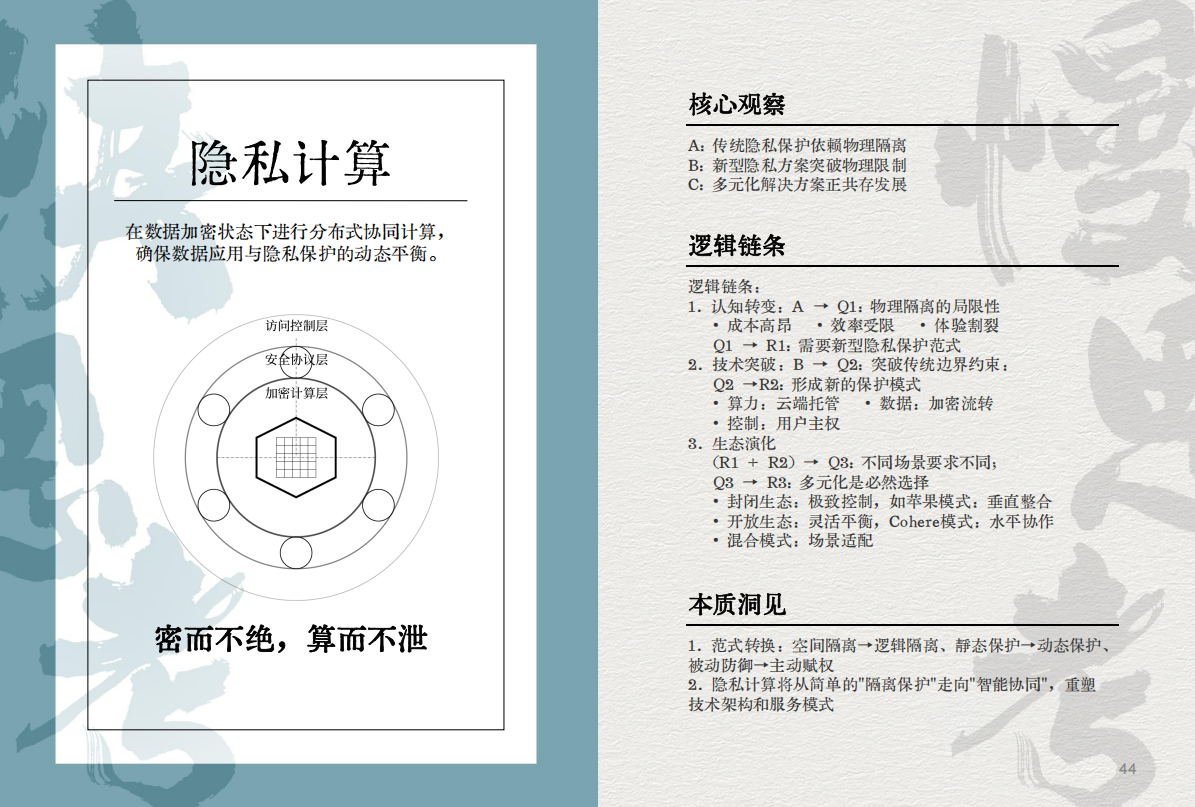 隐私计算
在数据加密状态下进行分布式协同计算，
确保数据应用与隐私保护的动态平衡。
访问控制层
安全协议层
加密计算层
密而不绝，算而不泄
核心观察
A: 传统隐私保护依赖物理隔离
B: 新型隐私方案突破物理限制
C: 多元化解决方案正共存发展
逻辑链条
逻辑链条：
1. 认知转变：A → Q1: 物理隔离的局限性
• 成本高昂 • 效率受限 • 体验割裂
Q1 → R1: 需要新型隐私保护范式
2. 技术突破：B → Q2: 突破传统边界约束：
Q2 →R2: 形成新的保护模式
• 算力：云端托管 • 数据：加密流转
• 控制：用户主权
3. 生态演化
（R1 + R2）→ Q3: 不同场景要求不同；
Q3 → R3: 多元化是必然选择
• 封闭生态：极致控制，如苹果模式：垂直整合
• 开放生态：灵活平衡，Cohere模式：水平协作
• 混合模式：场景适配
本质洞见
1. 范式转换：空间隔离→逻辑隔离、静态保护→动态保护、
被动防御→主动赋权
2. 隐私计算将从简单的"隔离保护"走向"智能协同"，重塑
技术架构和服务模式
44